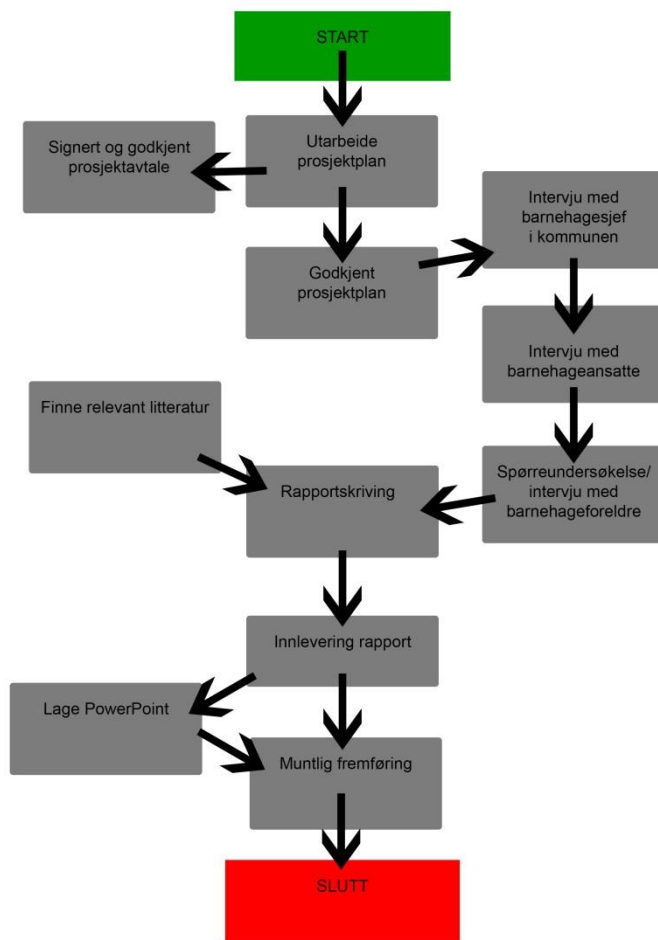 START
Signert og godkjent
prosjektavtale
Utarbeide
prosjektplan
Godkjent
prosjektplan
Intervju med
barnehagesjef
i kommunen
Intervju med
barnehageansatte
Spørreundersøkelse/
intervju med
barnehageforeldre
Finne relevant litteratur
Rapportskriving
Innlevering rapport
Lage PowerPoint
Muntlig fremføring
SLUTT